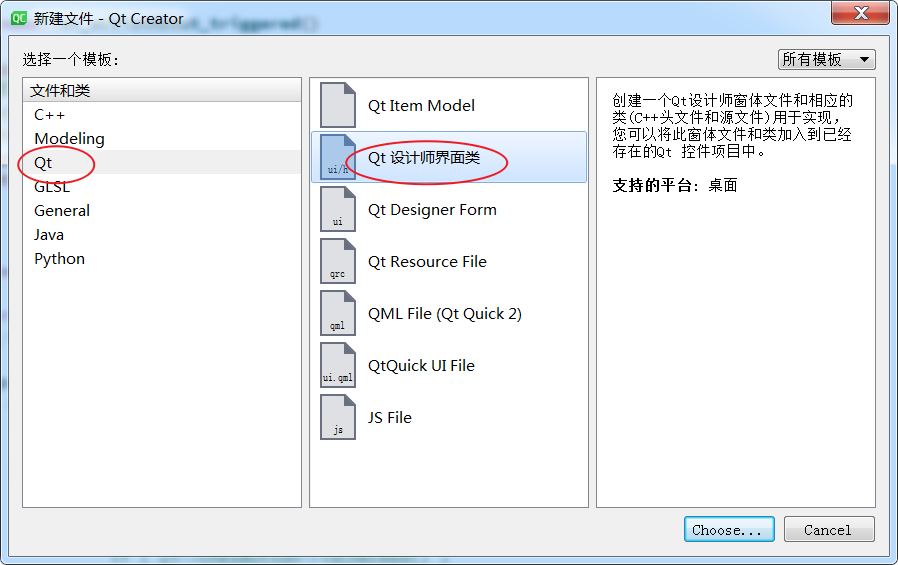 新建文件 - Qt Creator
选择一个模板:
所有模板
文件和类
C++
Modeling
Qt
GLSL
General
Java
Python
Qt Item Model
ui/h
Qt 设计师界面类
ui
Qt Designer Form
qrc
Qt Resource File
qml
QML File (Qt Quick 2)
ui.qml
QtQuick UI File
js
JS File
创建一个Qt设计师窗体文件和相应的
类(C++头文件和源文件)用于实现,
您可以将此窗体文件和类加入到已经
存在的Qt 控件项目中。
支持的平台: 桌面
Choose...
Cancel